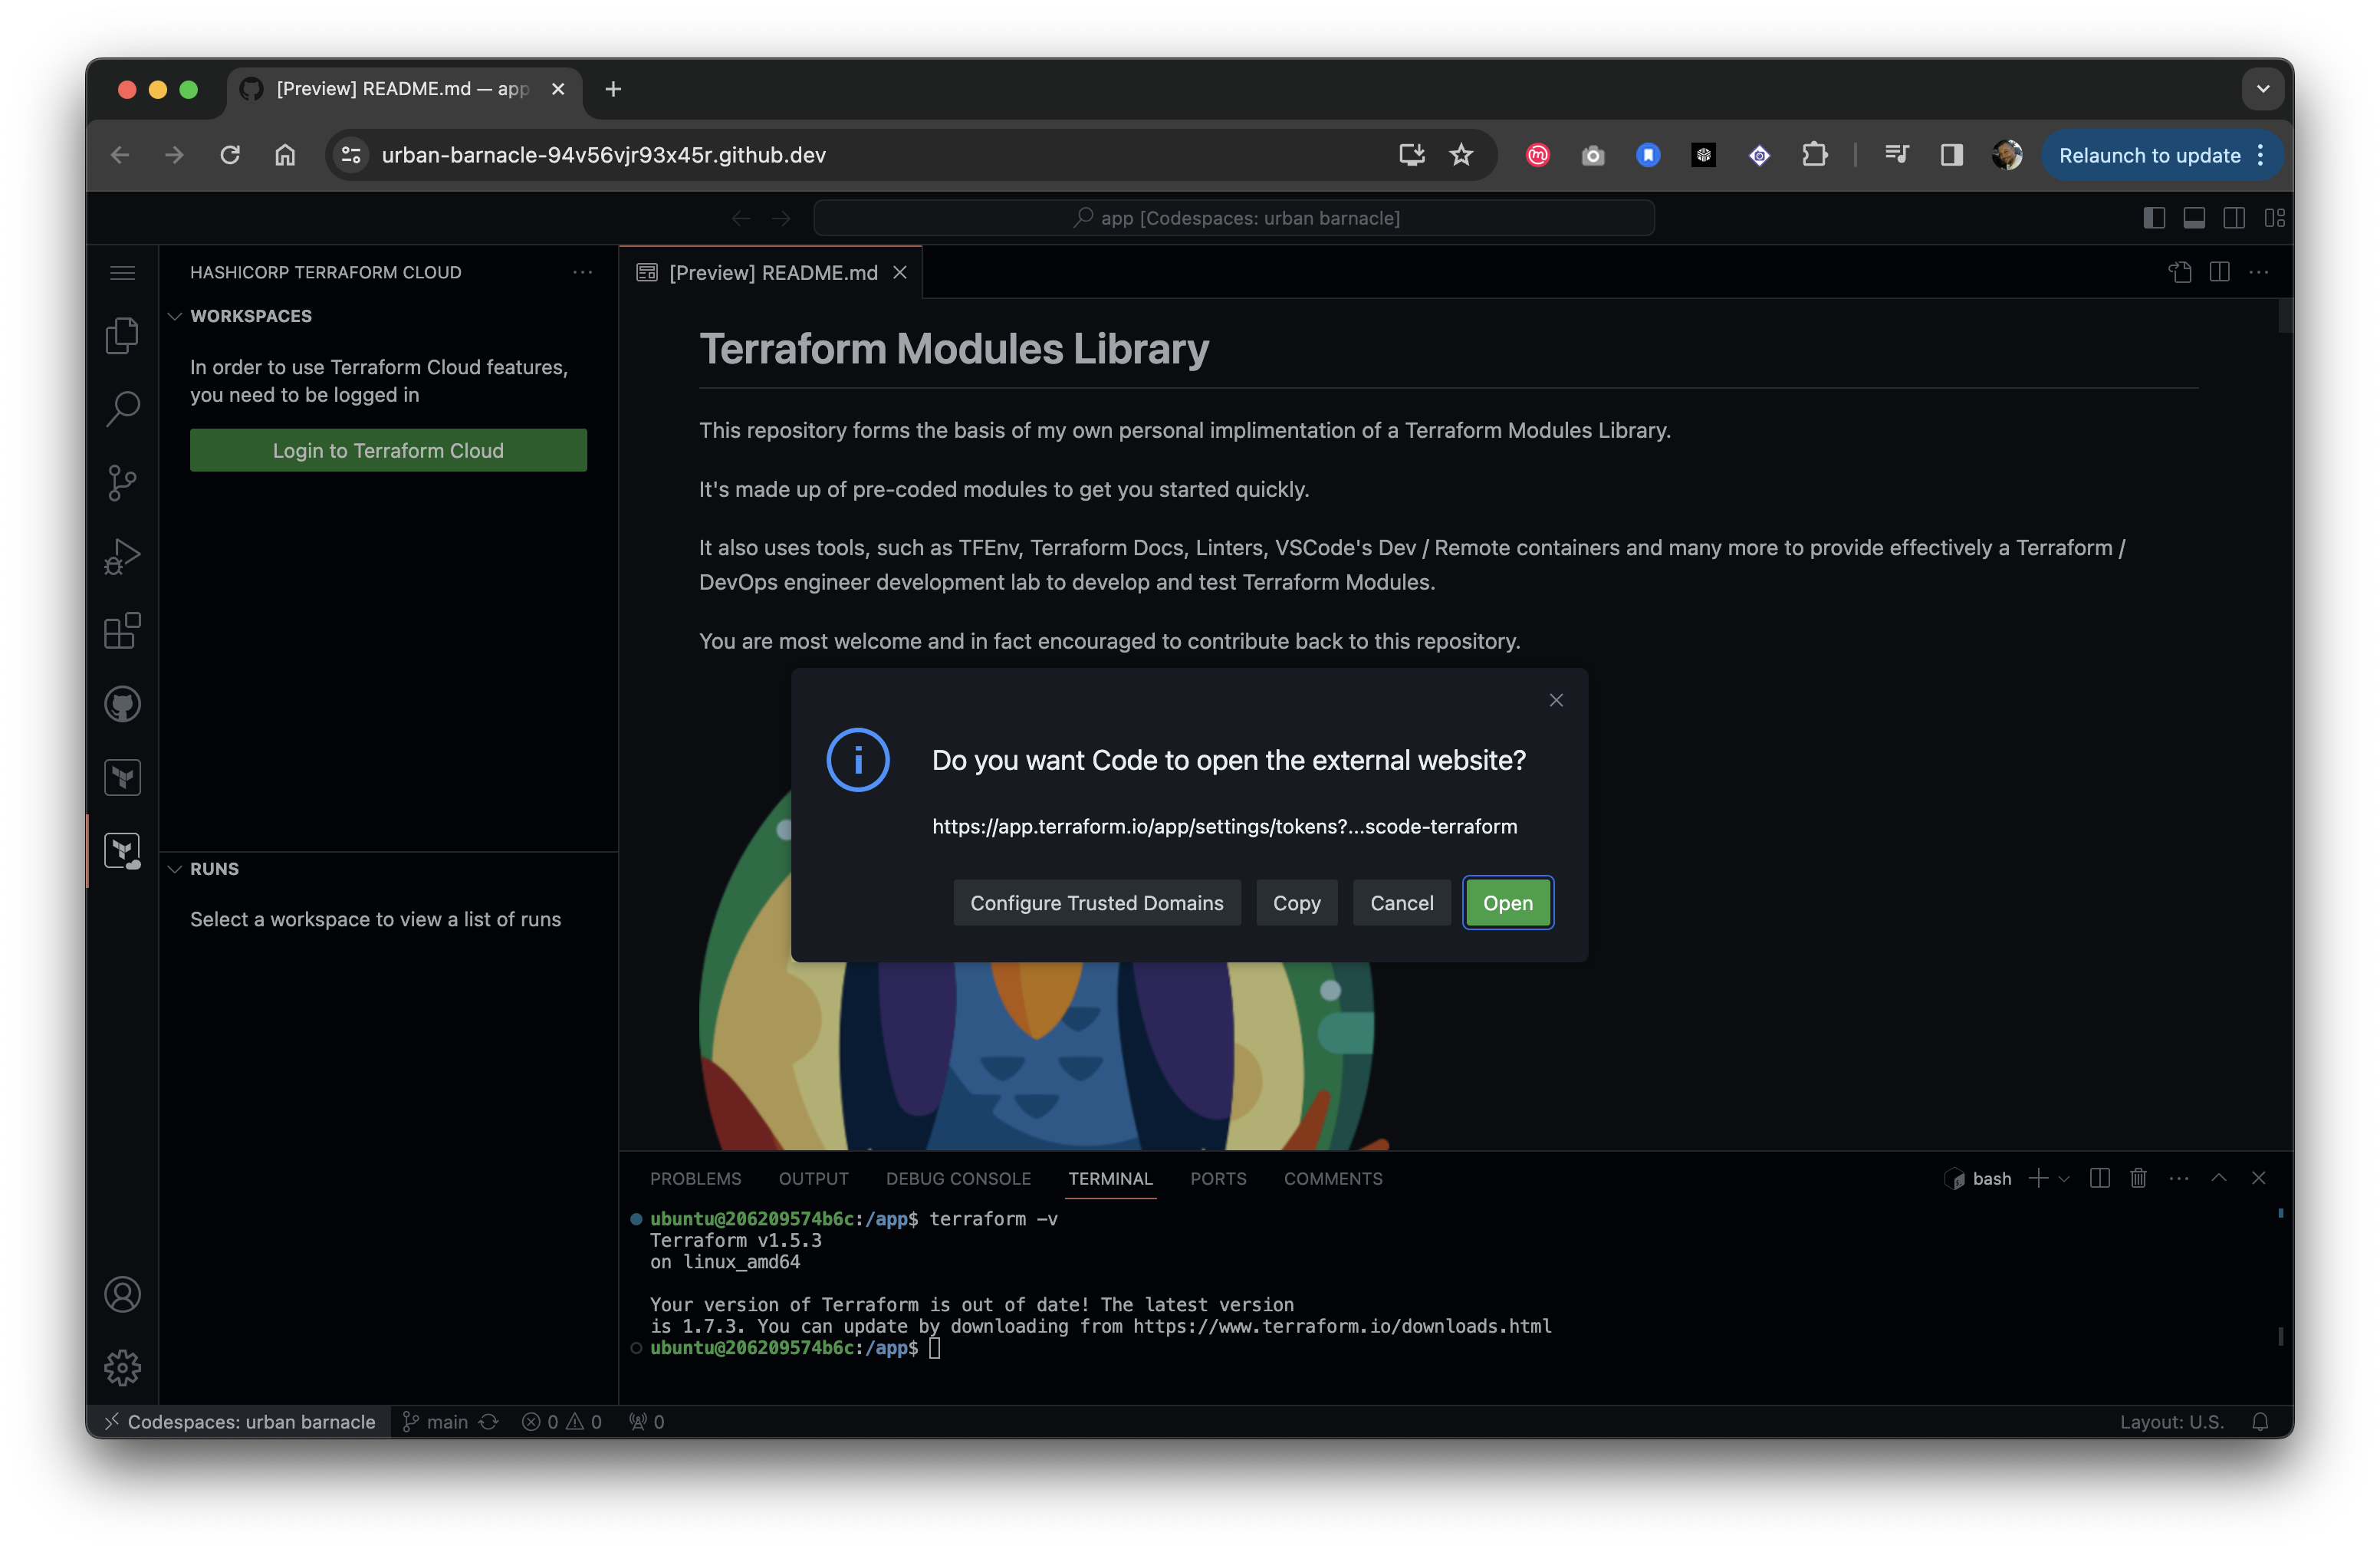 [Preview] README.md — app
urban-barnacle-94v56vjr93x45r.github.dev
Relaunch to update
app [Codespaces: urban barnacle]
HASHICORP TERRAFORM CLOUD
WORKSPACES
In order to use Terraform Cloud features,
you need to be logged in
Login to Terraform Cloud
RUNS
Select a workspace to view a list of runs
[Preview] README.md
Terraform Modules Library
This repository forms the basis of my own personal implimentation of a Terraform Modules Library.
It's made up of pre-coded modules to get you started quickly.
It also uses tools, such as TFEnv, Terraform Docs, Linters, VSCode's Dev / Remote containers and many more to provide effectively a Terraform /
DevOps engineer development lab to develop and test Terraform Modules.
You are most welcome and in fact encouraged to contribute back to this repository.
Do you want Code to open the external website?
https://app.terraform.io/app/settings/tokens?...scode-terraform
Configure Trusted Domains Copy Cancel Open
PROBLEMS OUTPUT DEBUG CONSOLE TERMINAL PORTS COMMENTS bash
ubuntu@206209574b6c:/app$ terraform -v
Terraform v1.5.3
on linux_amd64
Your version of Terraform is out of date! The latest version
is 1.7.3. You can update by downloading from https://www.terraform.io/downloads.html
ubuntu@206209574b6c:/app$
Codespaces: urban barnacle main 0 0 0 Layout: U.S.